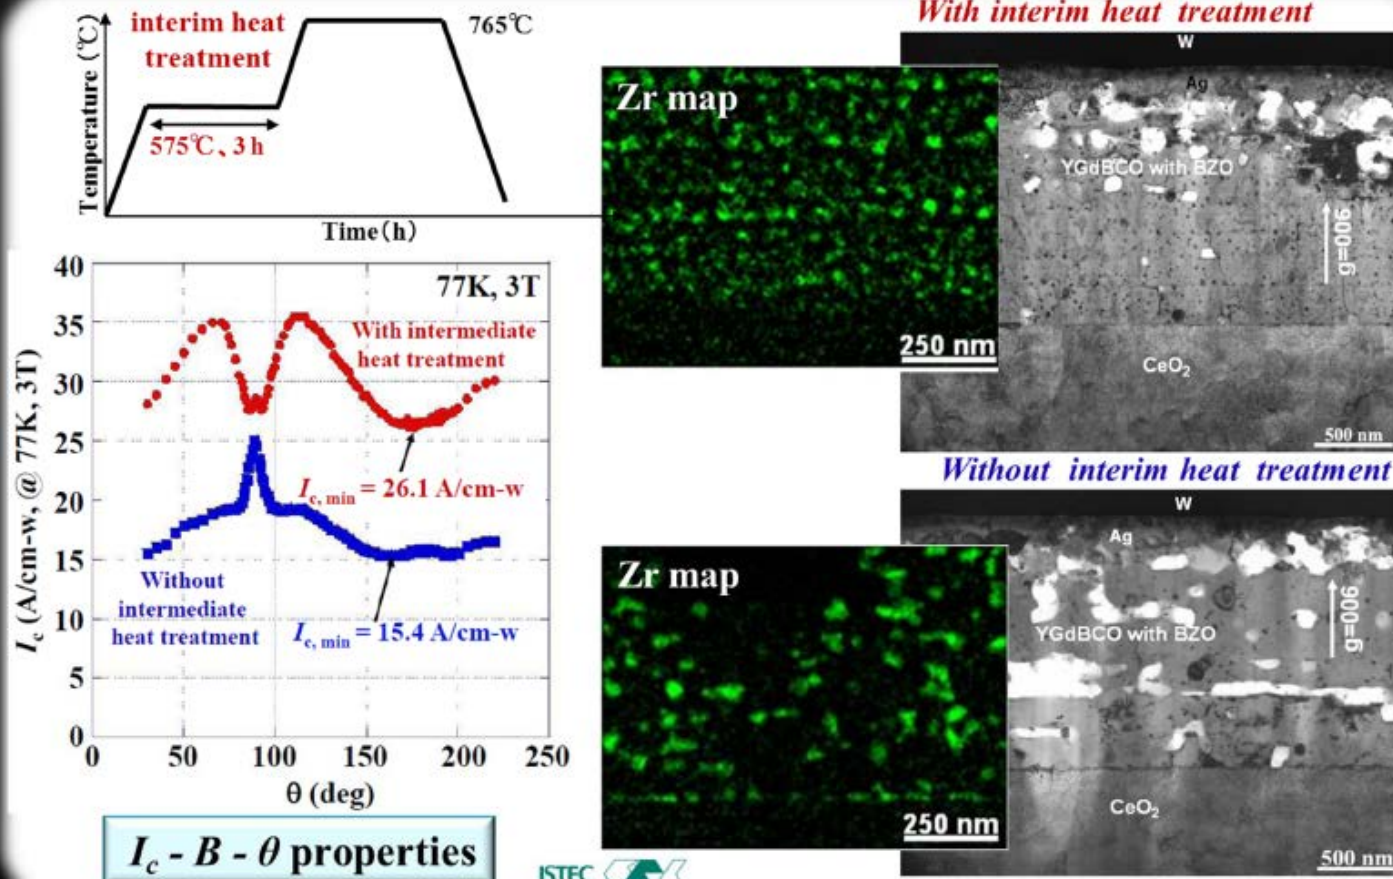 Temperature (℃)
interim heat
treatment
765℃
575℃、3 h
Time(h)
With interim heat treatment
Zr map
250 nm
W
Ag
YGdBCO with BZO
g=006
CeO₂
500 nm
40
35
30
25
20
15
10
5
0
0 50 100 150 200 250
I_c (A/cm-w, @ 77K, 3T)
77K, 3T
With intermediate
heat treatment
I_c, min = 26.1 A/cm-w
Without
intermediate
heat treatment
I_c, min = 15.4 A/cm-w
θ (deg)
I_c - B - θ properties
Without interim heat treatment
Zr map
250 nm
W
Ag
YGdBCO with BZO
g=006
CeO₂
500 nm
ISTEC